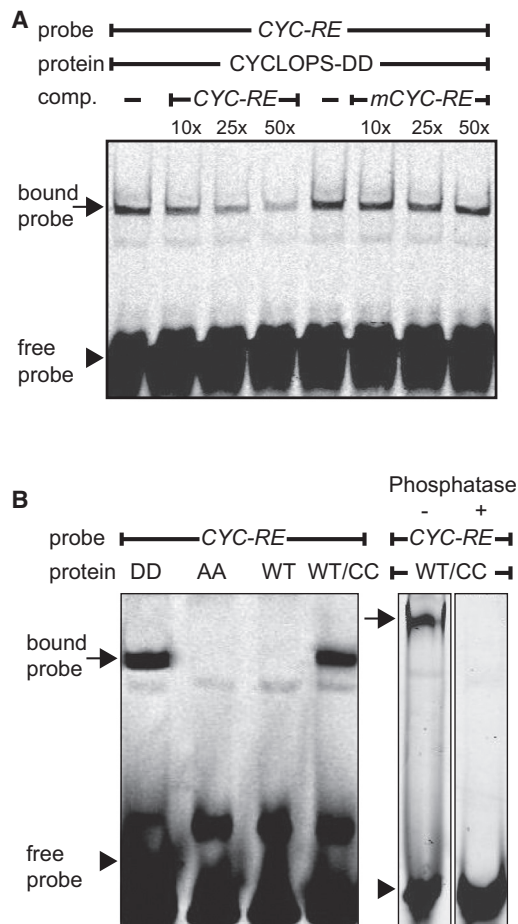 A
probe CYC-RE
protein CYCLOPS-DD
comp. – CYC-RE – mCYC-RE
10x 25x 50x 10x 25x 50x
bound
probe
free
probe
B
Phosphatase
- +
probe CYC-RE CYC-RE
protein DD AA WT WT/CC WT/CC
bound
probe
free
probe